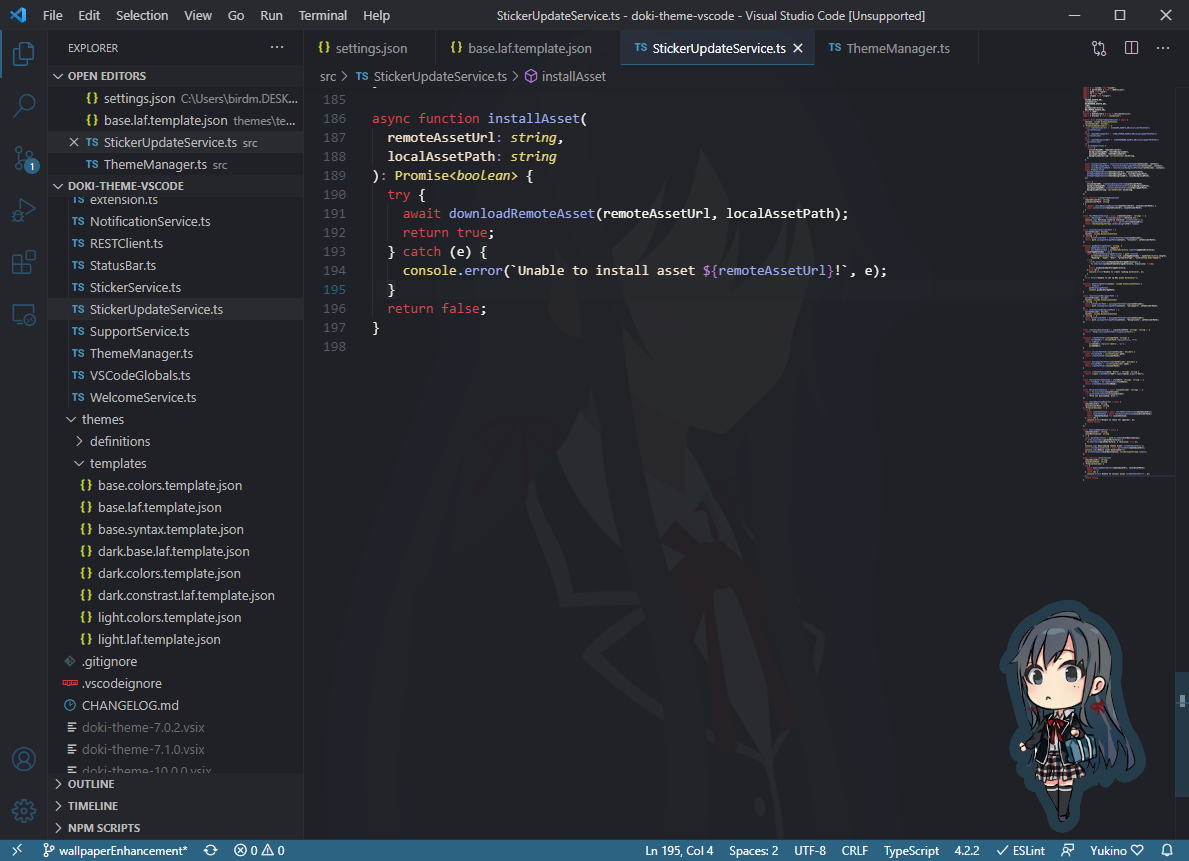 File Edit Selection View Go Run Terminal Help StickerUpdateService.ts - doki-theme-vscode - Visual Studio Code [Unsupported]
EXPLORER
OPEN EDITORS
{} settings.json C:\Users\birdm.DESK...
{} base.laf.template.json themes\te...
TS StickerUpdateService.ts src
TS ThemeManager.ts src
DOKI-THEME-VSCODE
TS extension.ts
TS NotificationService.ts
TS RESTClient.ts
TS StatusBar.ts
TS StickerService.ts
TS StickerUpdateService.ts
TS SupportService.ts
TS ThemeManager.ts
TS VSCodeGlobals.ts
TS WelcomeService.ts
themes
definitions
templates
{} base.colors.template.json
{} base.laf.template.json
{} base.syntax.template.json
{} dark.base.laf.template.json
{} dark.colors.template.json
{} dark.constrast.laf.template.json
{} light.colors.template.json
{} light.laf.template.json
.gitignore
.vscodeignore
CHANGELOG.md
doki-theme-7.0.2.vsix
doki-theme-7.1.0.vsix
doki-theme-10.0.0.vsix
OUTLINE
TIMELINE
NPM SCRIPTS
1
{} settings.json {} base.laf.template.json TS StickerUpdateService.ts TS ThemeManager.ts
src > TS StickerUpdateService.ts > installAsset
185
186 async function installAsset(
187 remoteAssetUrl: string,
188 localAssetPath: string
189 ): Promise<boolean> {
190 try {
191 await downloadRemoteAsset(remoteAssetUrl, localAssetPath);
192 return true;
193 } catch (e) {
194 console.error(`Unable to install asset ${remoteAssetUrl}!`, e);
195 }
196 return false;
197 }
198
wallpaperEnhancement* 0 0 Ln 195, Col 4 Spaces: 2 UTF-8 CRLF TypeScript 4.2.2 ESLint Yukino